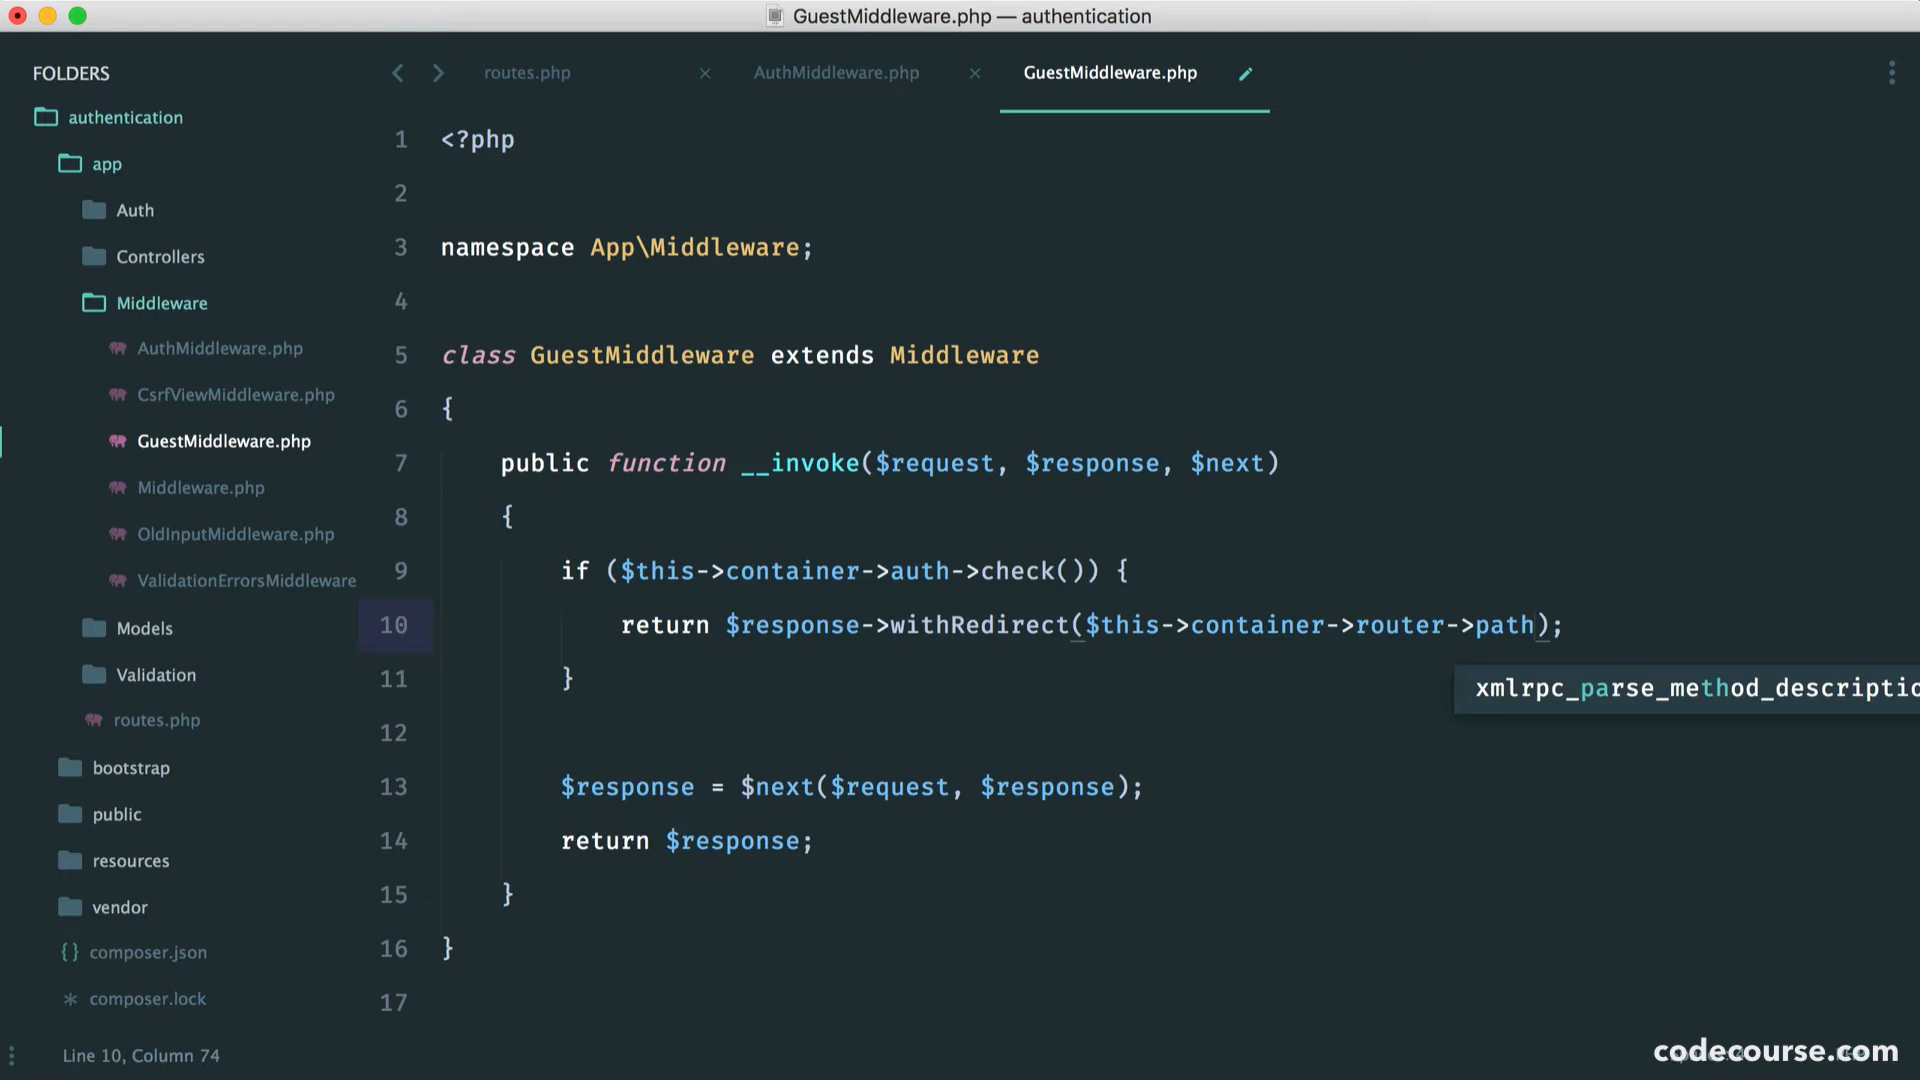 GuestMiddleware.php — authentication
FOLDERS
authentication
app
Auth
Controllers
Middleware
AuthMiddleware.php
CsrfViewMiddleware.php
GuestMiddleware.php
Middleware.php
OldInputMiddleware.php
ValidationErrorsMiddleware
Models
Validation
routes.php
bootstrap
public
resources
vendor
{} composer.json
* composer.lock
routes.php × AuthMiddleware.php × GuestMiddleware.php
1 <?php
2
3 namespace App\Middleware;
4
5 class GuestMiddleware extends Middleware
6 {
7 public function __invoke($request, $response, $next)
8 {
9 if ($this->container->auth->check()) {
10 return $response->withRedirect($this->container->router->path);
11 }
xmlrpc_parse_method_descriptio
12
13 $response = $next($request, $response);
14 return $response;
15 }
16 }
17
Line 10, Column 74
codecourse.com